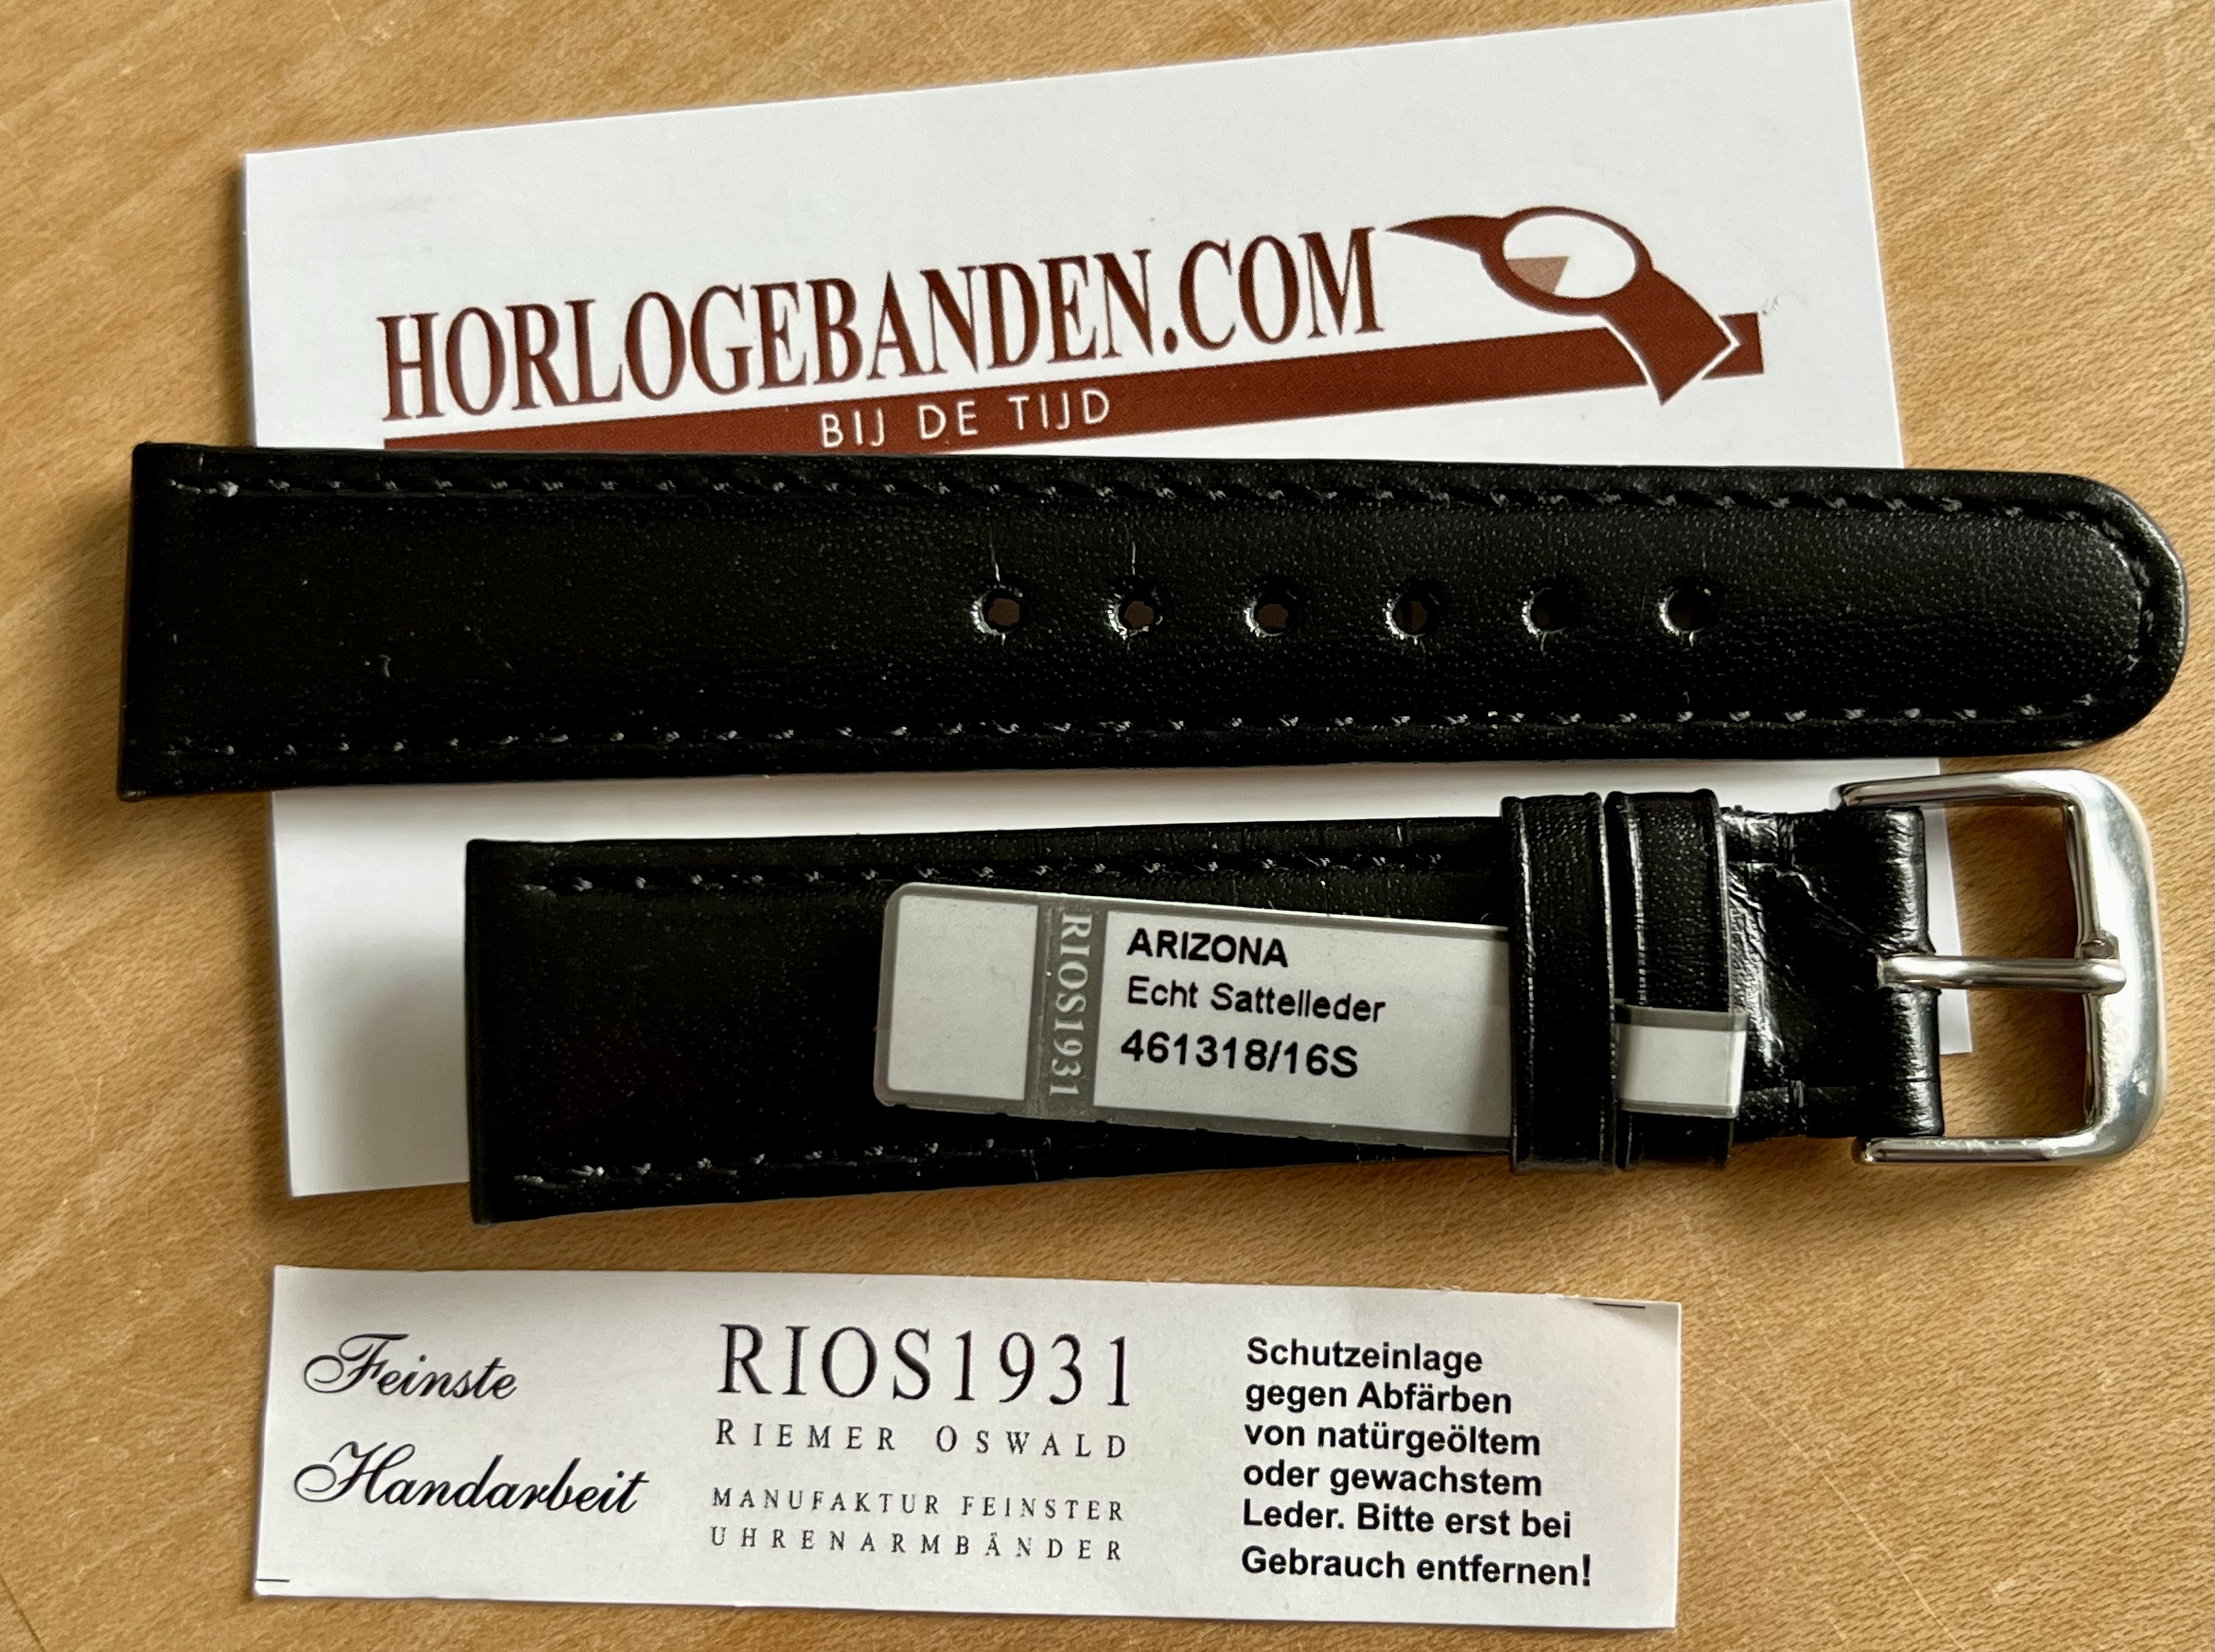 HORLOGEBANDEN.COM
BIJ DE TIJD
RIOS1931
ARIZONA
Echt Sattelleder
461318/16S
Feinste
Handarbeit
RIOS1931
RIEMER OSWALD
MANUFAKTUR FEINSTER
UHRENARMBÄNDER
Schutzeinlage
gegen Abfärben
von natürgeöltem
oder gewachstem
Leder. Bitte erst bei
Gebrauch entfernen!